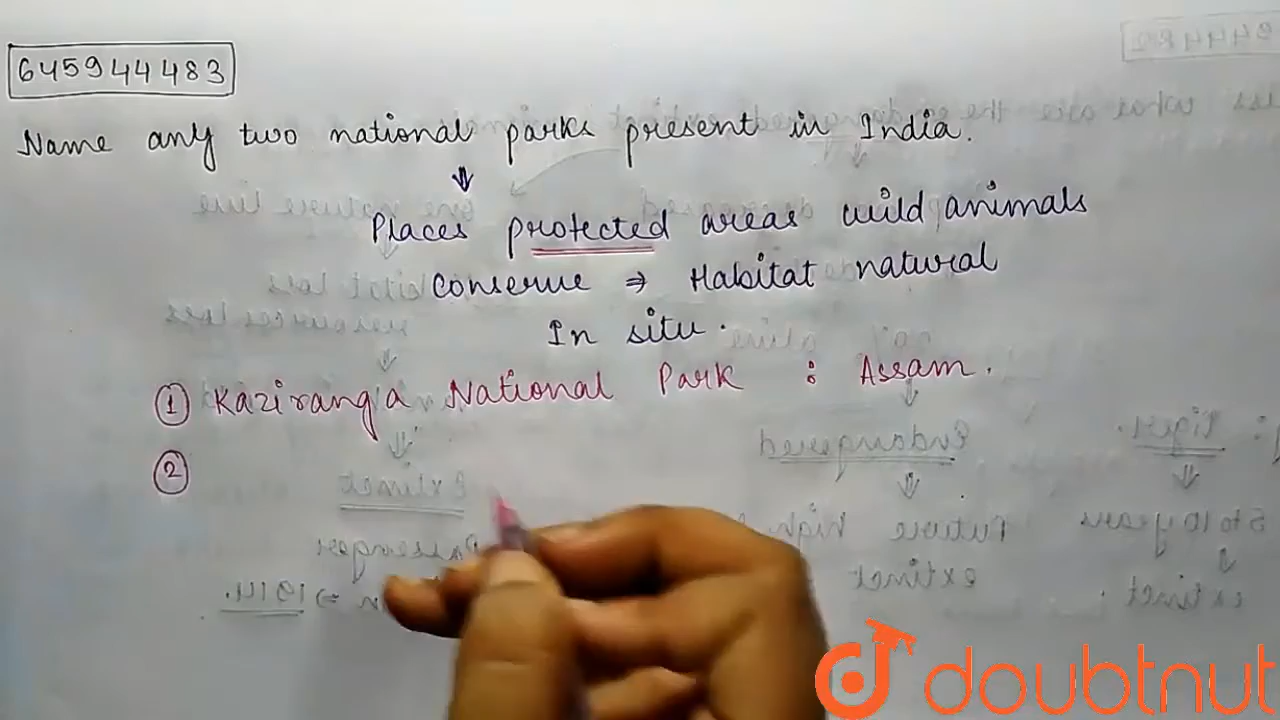 645944483
Name any two national parks present in India.
⇓
Places protected areas wild animals
conserve ⇒ Habitat natural
In situ.
① Kaziranga National Park : Assam.
②
doubtnut